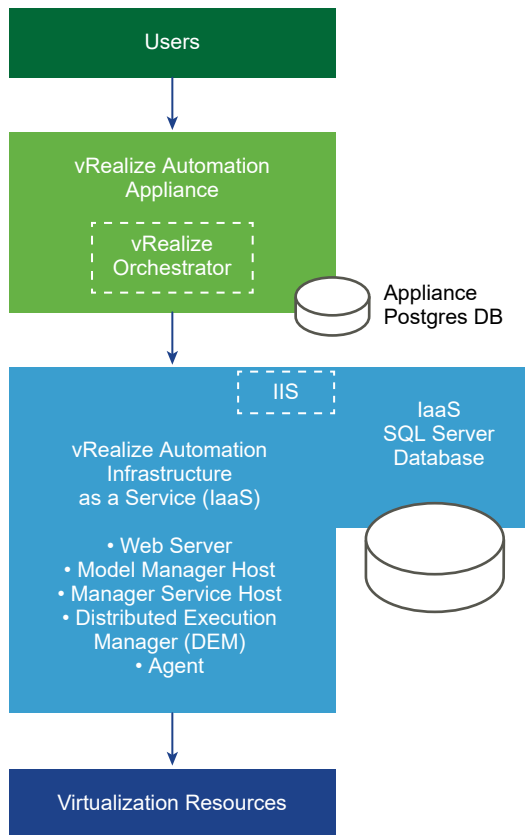 Users
vRealize Automation
Appliance
vRealize
Orchestrator
Appliance
Postgres DB
IIS
IaaS
SQL Server
Database
vRealize Automation
Infrastructure
as a Service (IaaS)
• Web Server
• Model Manager Host
• Manager Service Host
• Distributed Execution
Manager (DEM)
• Agent
Virtualization Resources